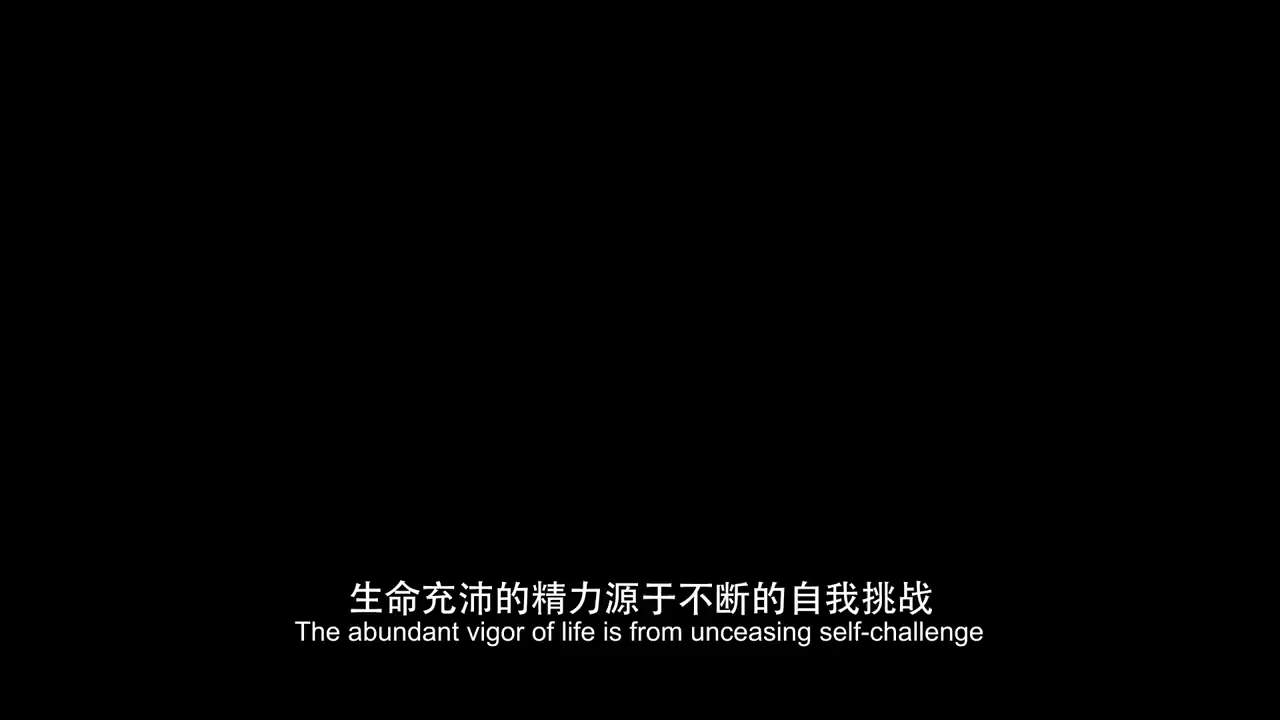 生命充沛的精力源于不断的自我挑战
The abundant vigor of life is from unceasing self-challenge